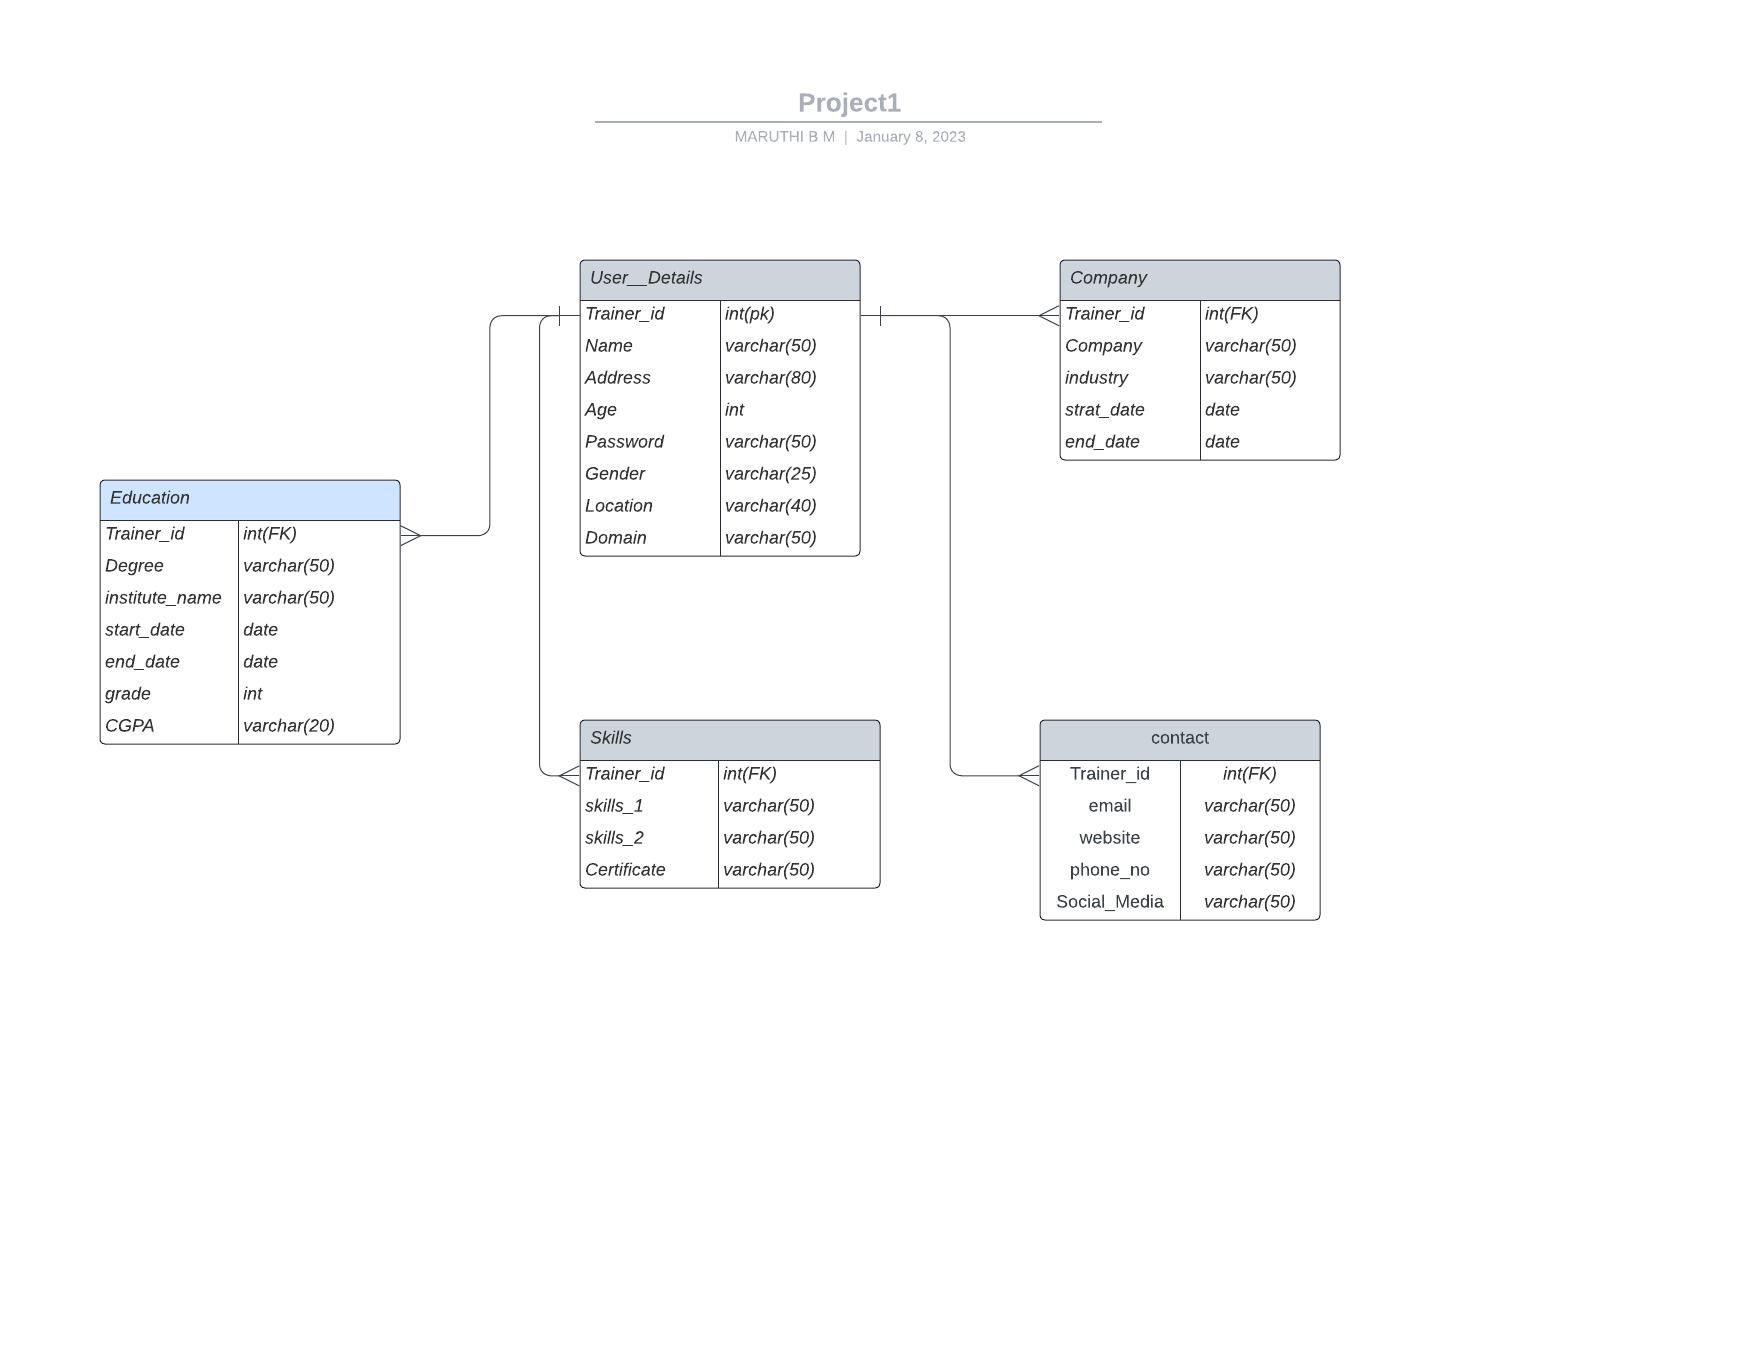 Project1
MARUTHI B M | January 8, 2023
User__Details
Trainer_id int(pk)
Name varchar(50)
Address varchar(80)
Age int
Password varchar(50)
Gender varchar(25)
Location varchar(40)
Domain varchar(50)
Company
Trainer_id int(FK)
Company varchar(50)
industry varchar(50)
strat_date date
end_date date
Education
Trainer_id int(FK)
Degree varchar(50)
institute_name varchar(50)
start_date date
end_date date
grade int
CGPA varchar(20)
Skills
Trainer_id int(FK)
skills_1 varchar(50)
skills_2 varchar(50)
Certificate varchar(50)
contact
Trainer_id int(FK)
email varchar(50)
website varchar(50)
phone_no varchar(50)
Social_Media varchar(50)